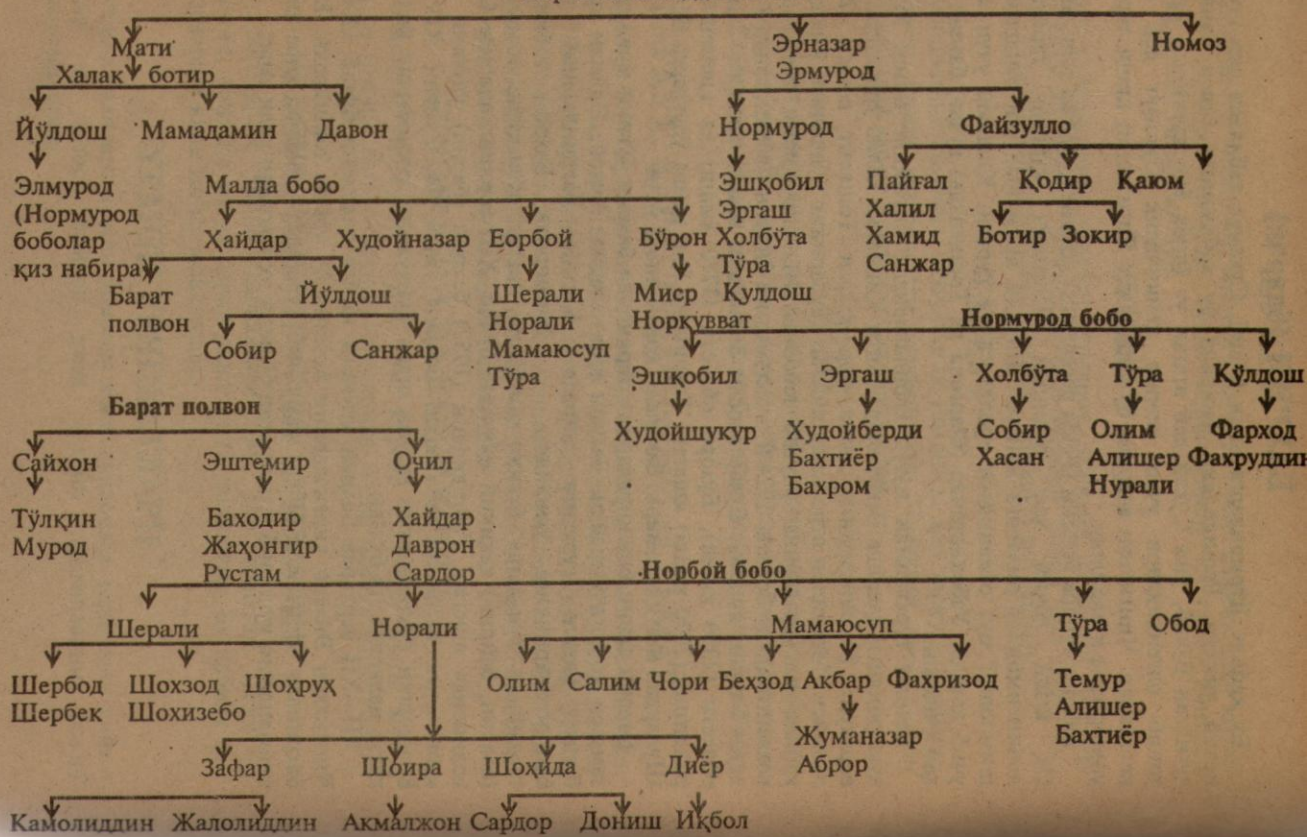 Мати Эрназар Номоз
Халак ботир Эрмурод
Йўлдош Мамадамин Давон Нормурод Файзулло
Элмурод Малла бобо Эшқобил Пайғал Қодир Қаюм
(Нормурод Эргаш Халил
боболар Ҳайдар Худойназар Еорбой Бўрон Холбўта Хамид Ботир Зокир
қиз набира) Тўра Санжар
Барат Йўлдош Шерали Миср Қулдош
полвон Норали Норқувват Нормурод бобо
Собир Санжар Мамаюсуп
Тўра Эшқобил Эргаш Холбўта Тўра Қўлдош
Барат полвон
Худойшукур Худойберди Собир Олим Фарход
Сайхон Эштемир Очил Бахтиёр Хасан Алишер Фахруддин
Бахром Нурали
Тўлқин Баходир Хайдар
Мурод Жаҳонгир Даврон
Рустам Сардор Норбой бобо
Шерали Норали Мамаюсуп Тўра Обод
Шербод Шохзод Шоҳруҳ Олим Салим Чори Беҳзод Акбар Фахризод Темур
Шербек Шохизебо Алишер
Жуманазар Бахтиёр
Зафар Шоира Шоҳида Диёр Аброр
Камолиддин Жалолиддин Акмалжон Сардор Дониш Иқбол